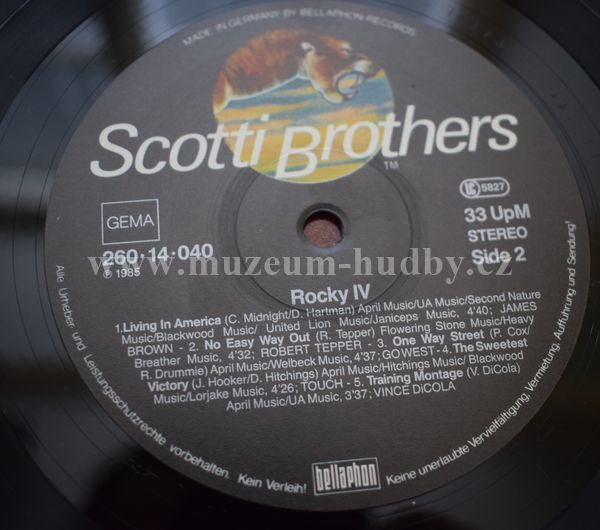 MADE IN GERMANY BY BELLAPHON-RECORDS
Scotti Brothers
TM
GEMA
LC 5827
260·14·040
℗ 1985
33 UpM
STEREO
Side 2
www.muzeum-hudby.cz
Rocky IV
1.Living In America (C. Midnight/D. Hartman) April Music/UA Music/Second Nature
Music/Blackwood Music/ United Lion Music/Janiceps Music, 4'40; JAMES
BROWN - 2. No Easy Way Out (R. Tepper) Flowering Stone Music/Heavy
Breather Music, 4'32; ROBERT TEPPER - 3. One Way Street (P. Cox/
R. Drummie) April Music/Welbeck Music, 4'37; GO WEST - 4. The Sweetest
Victory (J. Hooker/D. Hitchings) April Music/Hitchings Music/ Blackwood
Music/Lorjake Music, 4'26; TOUCH - 5. Training Montage (V. DiCola)
April Music/UA Music, 3'37; VINCE DiCOLA
Alle Urheber und Leistungsschutzrechte vorbehalten. Kein Verleih! Keine unerlaubte Vervielfältigung, Vermietung, Aufführung und Sendung!
bellaphon